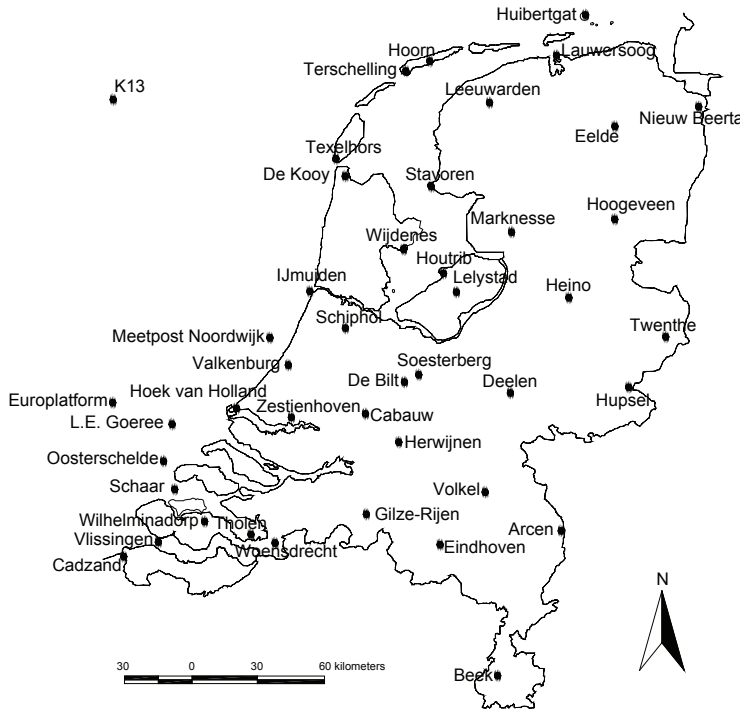 Huibertgat
Hoorn
Lauwersoog
Terschelling
K13
Leeuwarden
Nieuw Beerta
Eelde
Texelhors
De Kooy
Stavoren
Hoogeveen
Marknesse
Wijdenes
Houtrib
IJmuiden
Lelystad
Heino
Schiphol
Meetpost Noordwijk
Twenthe
Valkenburg
Soesterberg
De Bilt
Deelen
Hupsel
Europlatform
Hoek van Holland
Zestienhoven
Cabauw
L.E. Goeree
Herwijnen
Oosterschelde
Schaar
Volkel
Wilhelminadorp
Tholen
Gilze-Rijen
Arcen
Vlissingen
Woensdrecht
Eindhoven
Cadzand
N
30 0 30 60 kilometers
Beek